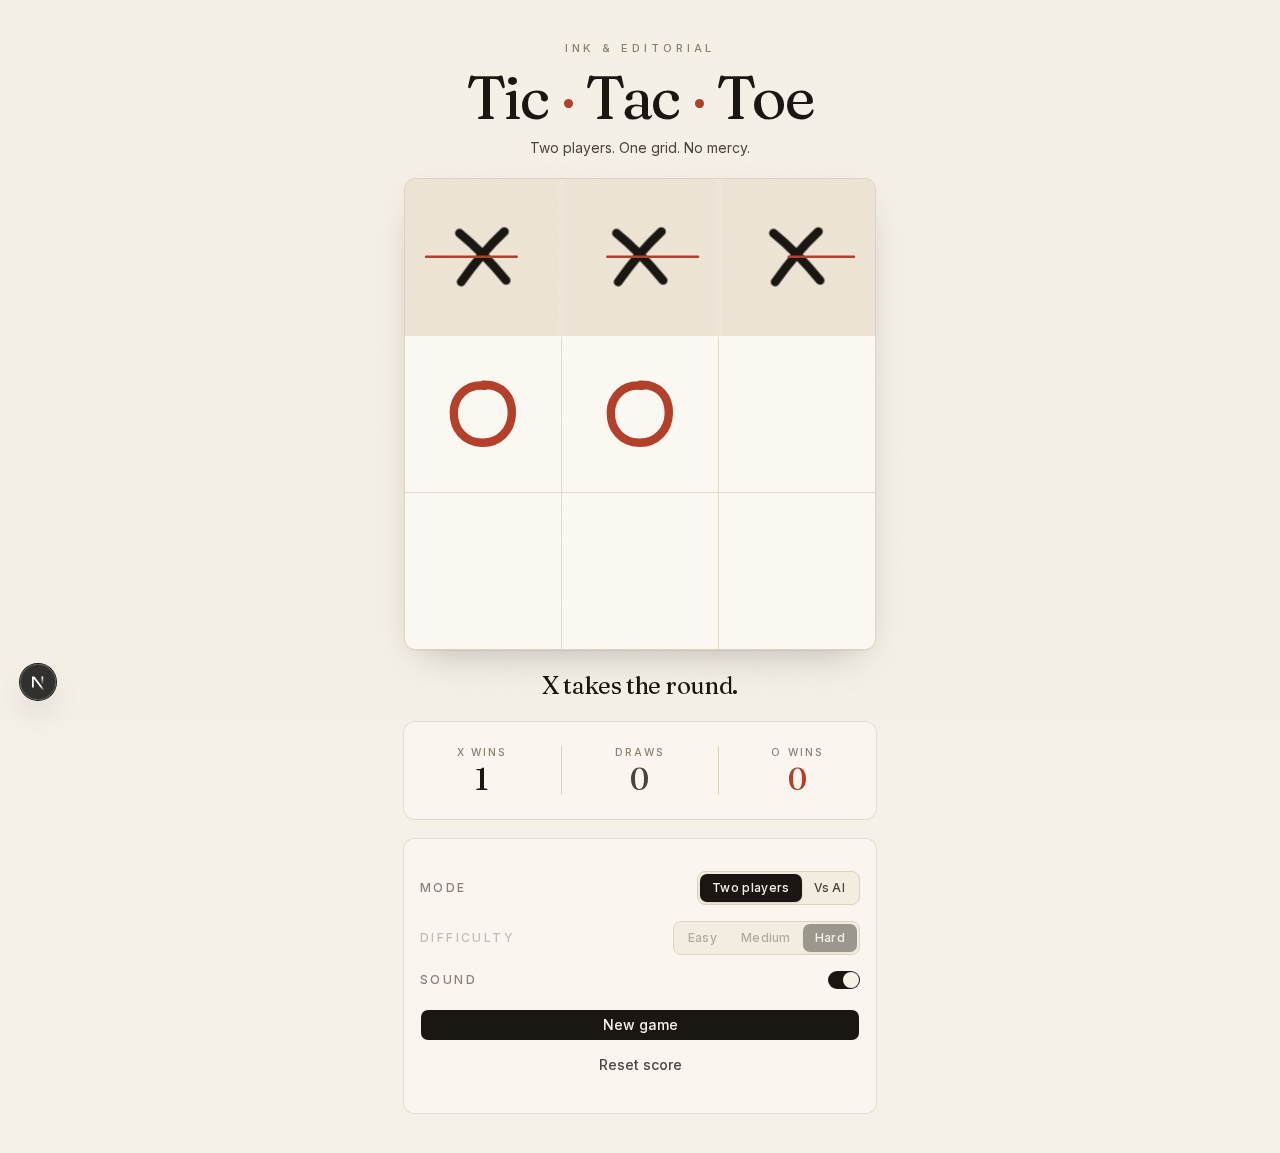 INK & EDITORIAL
Tic · Tac · Toe
Two players. One grid. No mercy.
X X X
O O
X takes the round.
X WINS DRAWS O WINS
1 0 0
MODE Two players Vs AI
DIFFICULTY Easy Medium Hard
SOUND
New game
Reset score
N